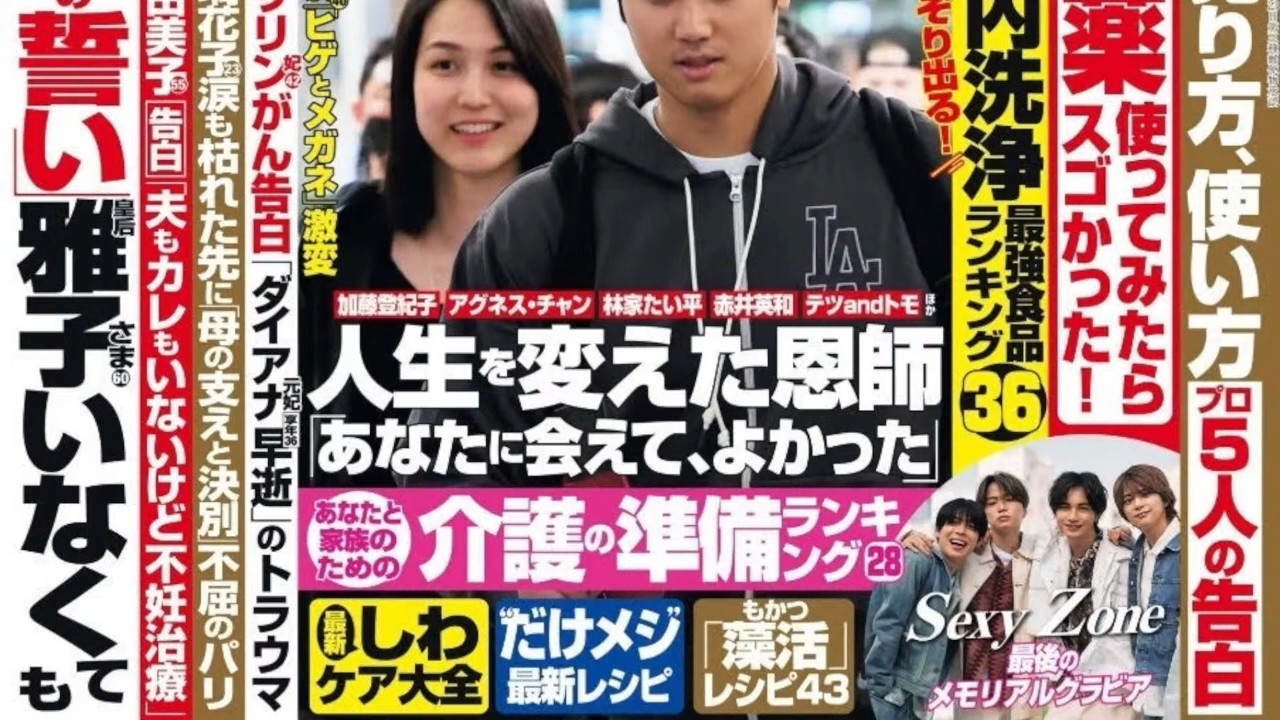 り方、使い方
プロ5人の告白
薬使ってみたら
スゴかった!
内洗浄
最強食品
ランキング36
そり出る!
LA
「ビゲとメガネ」激変
加藤登紀子 アグネス・チャン 林家たい平 赤井英和 テツandトモ ほか
人生を変えた恩師
「あなたに会えて、よかった」
あなたと
家族の
ための
介護の準備ランキング28
最新しわ
ケア大全
"だけメジ"
最新レシピ
もかつ
「藻活」
レシピ43
Sexy Zone
最後の
メモリアルグラビア
リンがん告白「ダイアナ早逝」のトラウマ
妃42
元妃 享年36
花子23涙も枯れた先に「母の支えと決別」不屈のパリ
田美子55告白「夫もカレもいないけど不妊治療」
の誓い」雅子いなくても
皇后
さま60